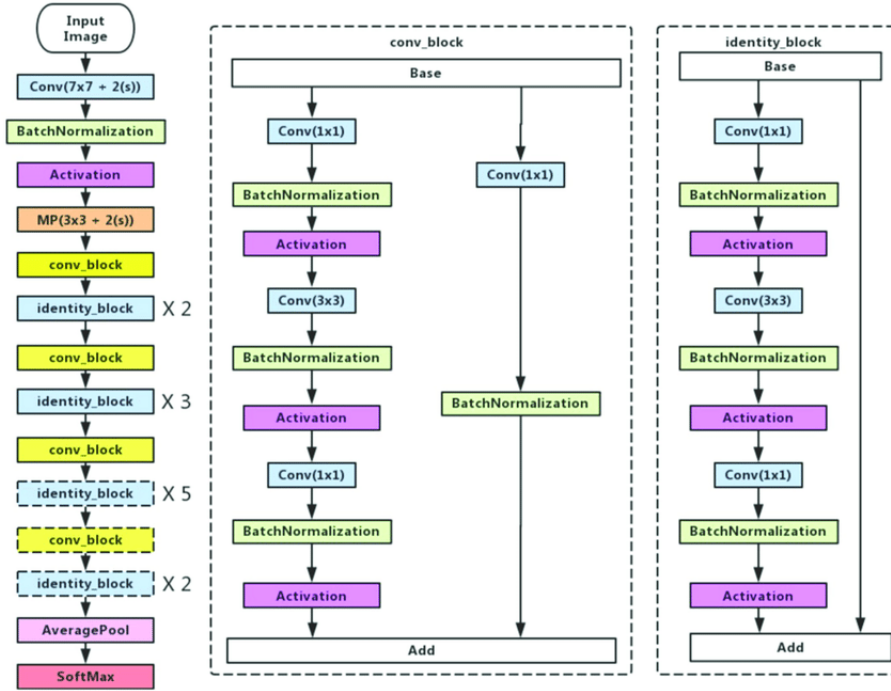 Input
Image
Conv(7x7 + 2(s))
BatchNormalization
Activation
MP(3x3 + 2(s))
conv_block
identity_block X 2
conv_block
identity_block X 3
conv_block
identity_block X 5
conv_block
identity_block X 2
AveragePool
SoftMax
conv_block
Base
Conv(1x1)
BatchNormalization
Activation
Conv(3x3)
BatchNormalization
Activation
Conv(1x1)
BatchNormalization
Activation
Conv(1x1)
BatchNormalization
Add
identity_block
Base
Conv(1x1)
BatchNormalization
Activation
Conv(3x3)
BatchNormalization
Activation
Conv(1x1)
BatchNormalization
Activation
Add